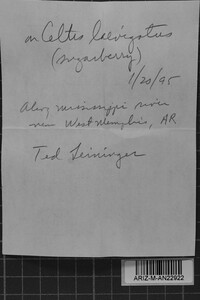 on Celtis laevigatus
(sugarberry)
1/20/95
Along Mississippi river
near West Memphis, AR
Ted Leininger
ARIZ-M-AN22922